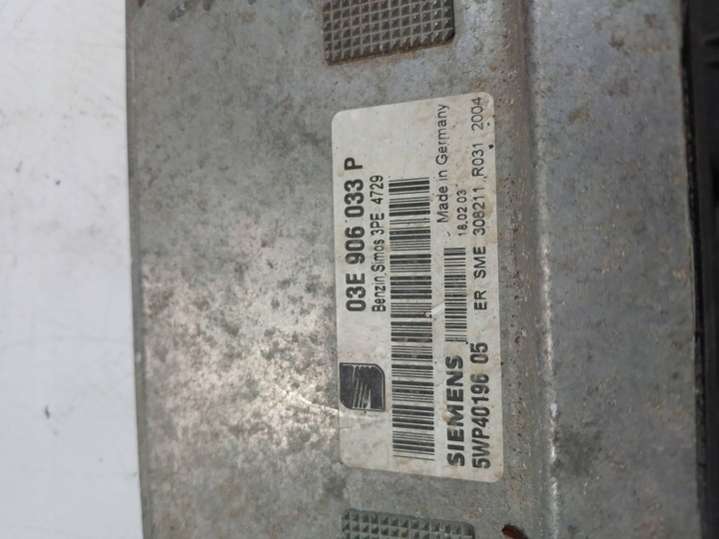 03E 906 033 P
Benzin, Simos 3PE 4729
Made in Germany
SIEMENS
18.02.03
5WP40196 05
ER SME 308211 R031 2004